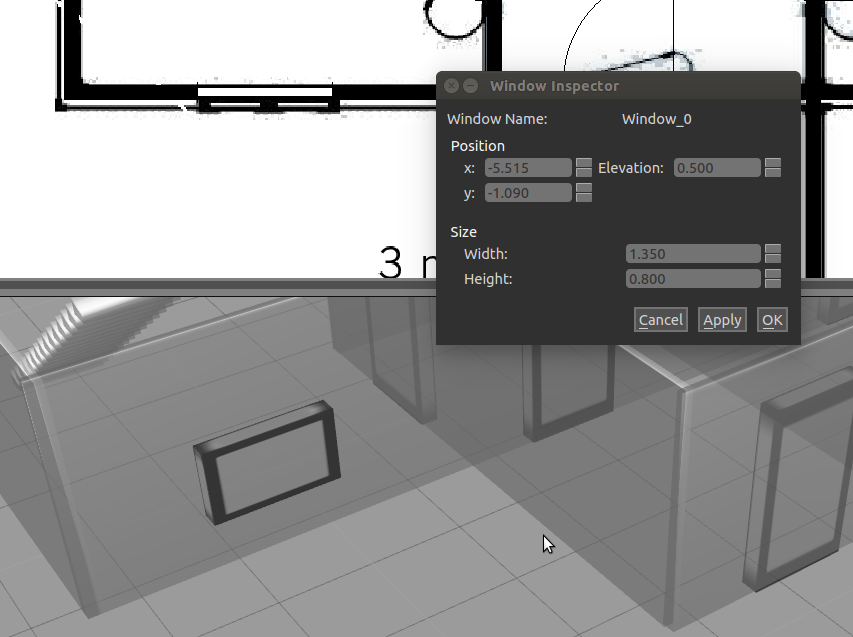 Window Inspector
Window Name: Window_0
Position
x: -5.515 Elevation: 0.500
y: -1.090
Size
Width: 1.350
Height: 0.800
Cancel Apply OK
3